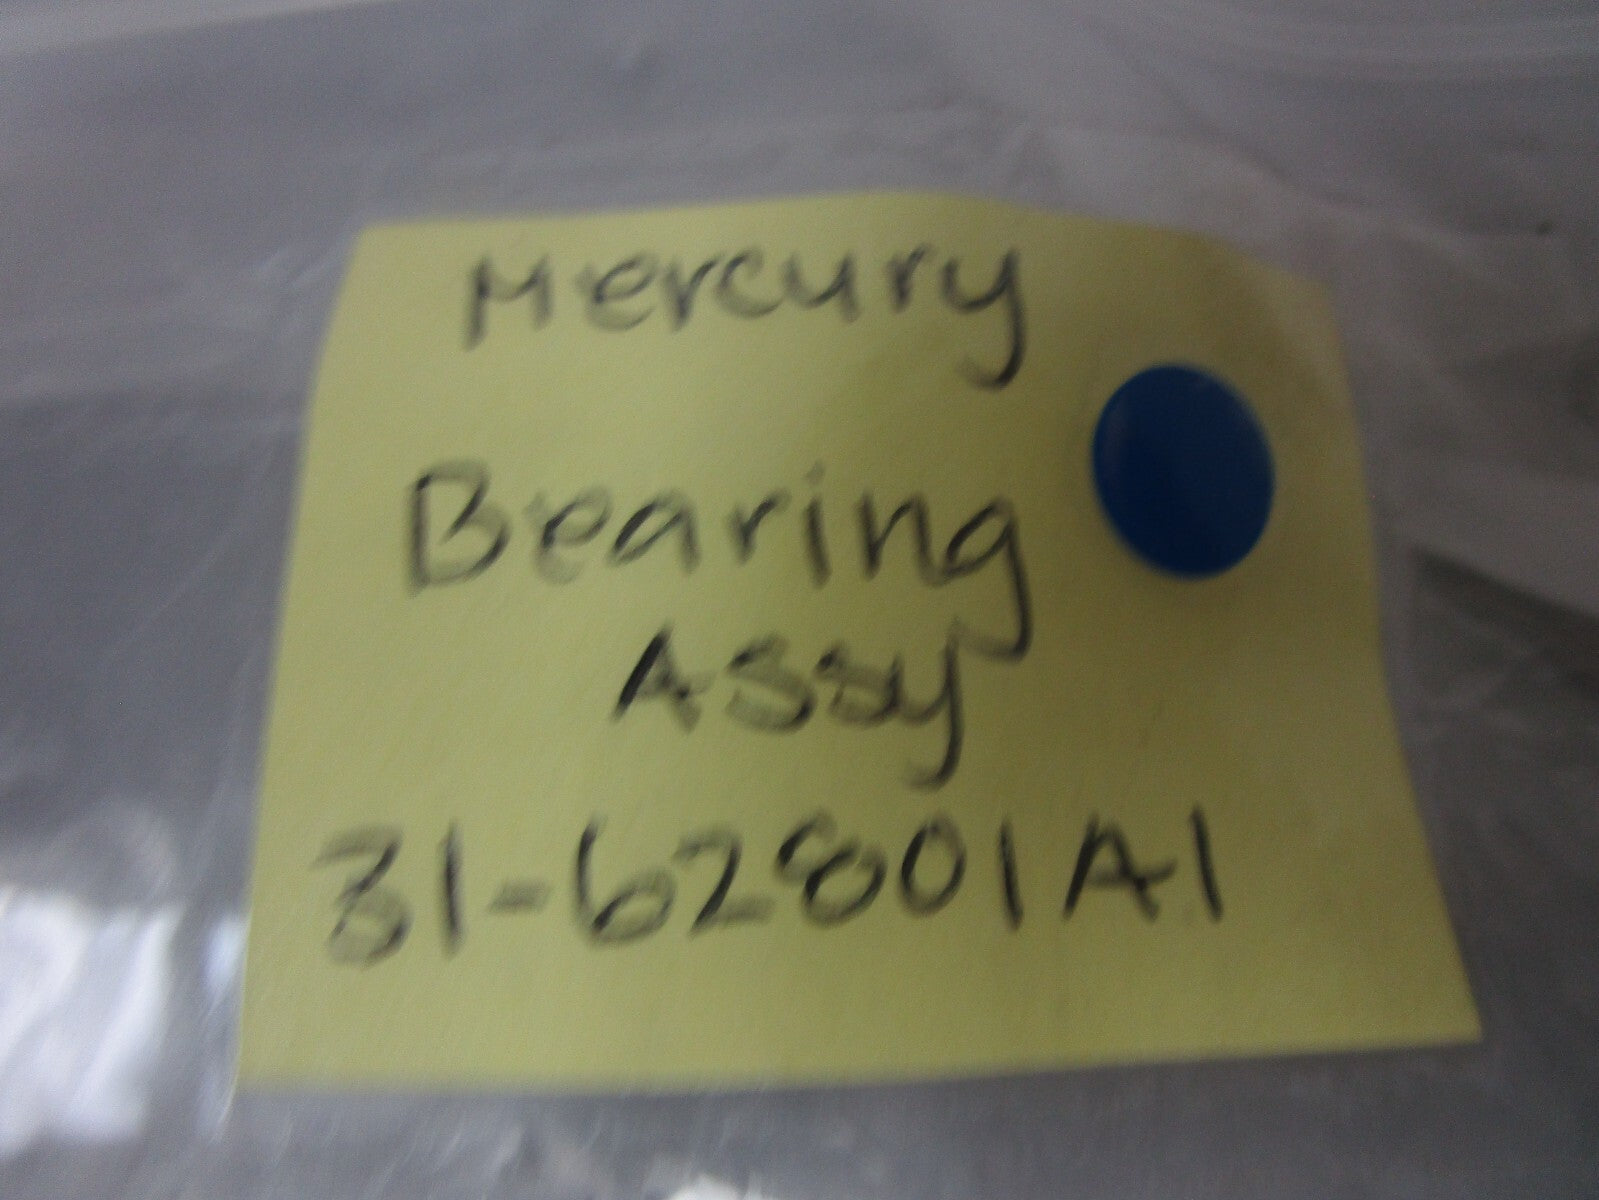 Mercury
Bearing
Assy
31-62801A1